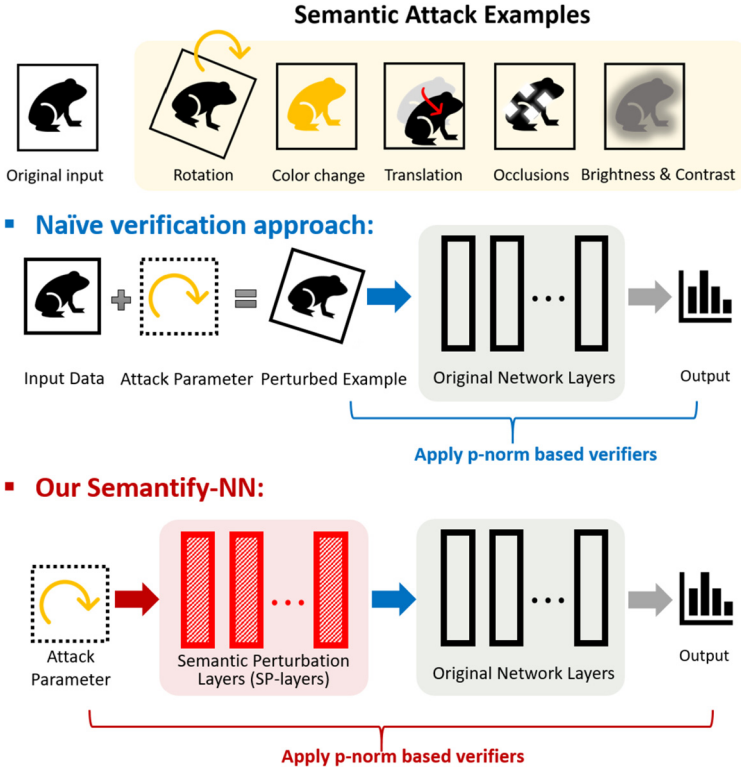 Semantic Attack Examples
Original input
Rotation
Color change
Translation
Occlusions
Brightness & Contrast
▪ Naïve verification approach:
Input Data
Attack Parameter
Perturbed Example
Original Network Layers
Output
Apply p-norm based verifiers
▪ Our Semantify-NN:
Attack
Parameter
Semantic Perturbation
Layers (SP-layers)
Original Network Layers
Output
Apply p-norm based verifiers